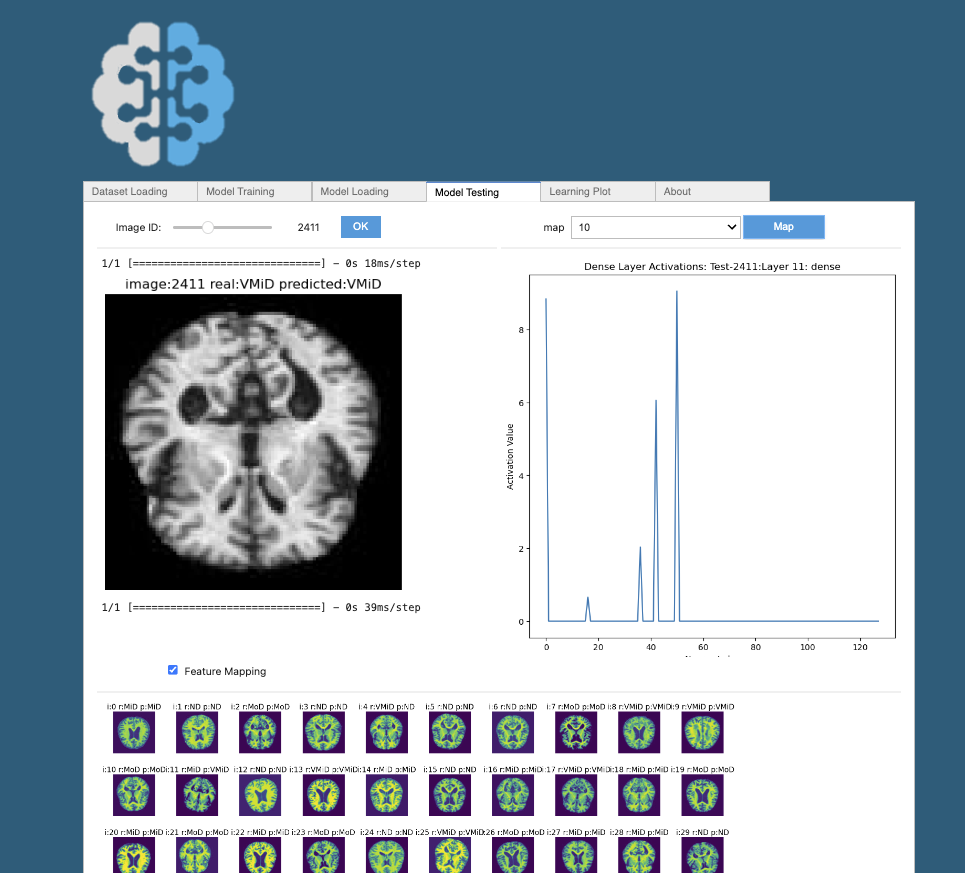 Dataset Loading Model Training Model Loading Model Testing Learning Plot About
Image ID: 2411 OK map 10 Map
1/1 [==============================] - 0s 18ms/step
image:2411 real:VMiD predicted:VMiD
1/1 [==============================] - 0s 39ms/step
Dense Layer Activations: Test-2411:Layer 11: dense
Activation Value
8
6
4
2
0
0 20 40 60 80 100 120
Feature Mapping
i:0 r:MiD p:MiD i:1 r:ND p:ND i:2 r:MoD p:MoD i:3 r:ND p:ND i:4 r:VMiD p:ND i:5 r:ND p:ND i:6 r:ND p:ND i:7 r:MoD p:MoD i:8 r:VMiD p:VMiD i:9 r:VMiD p:VMiD
i:10 r:MoD p:MoD i:11 r:MiD p:VMiD i:12 r:ND p:ND i:13 r:VMiD p:VMiD i:14 r:MiD p:MiD i:15 r:ND p:ND i:16 r:MiD p:MiD i:17 r:VMiD p:VMiD i:18 r:MiD p:MiD i:19 r:MoD p:MoD
i:20 r:MiD p:MiD i:21 r:MoD p:MoD i:22 r:MiD p:MiD i:23 r:MoD p:MoD i:24 r:ND p:ND i:25 r:VMiD p:VMiD i:26 r:MoD p:MoD i:27 r:MiD p:MiD i:28 r:MiD p:MiD i:29 r:ND p:ND